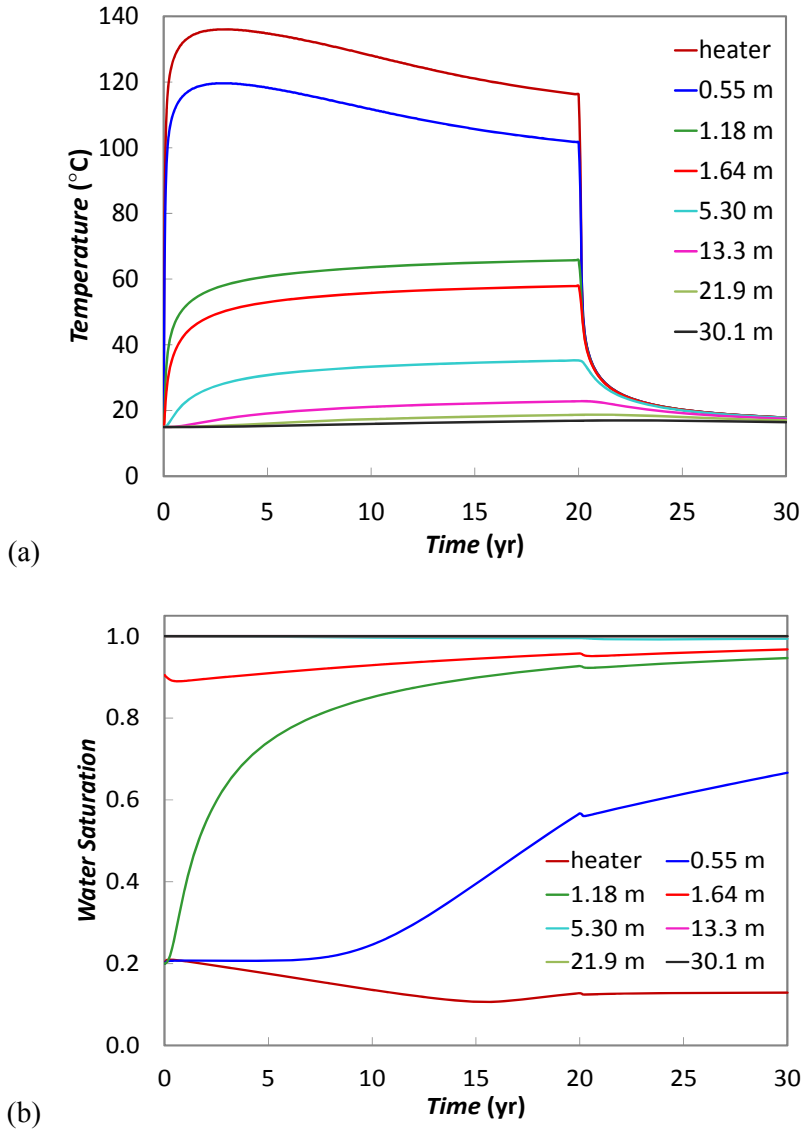 140
120
100
80
60
40
20
0
Temperature (°C)
heater
0.55 m
1.18 m
1.64 m
5.30 m
13.3 m
21.9 m
30.1 m
0 5 10 15 20 25 30
Time (yr)
(a)
1.0
0.8
0.6
0.4
0.2
0.0
Water Saturation
heater 0.55 m
1.18 m 1.64 m
5.30 m 13.3 m
21.9 m 30.1 m
0 5 10 15 20 25 30
Time (yr)
(b)